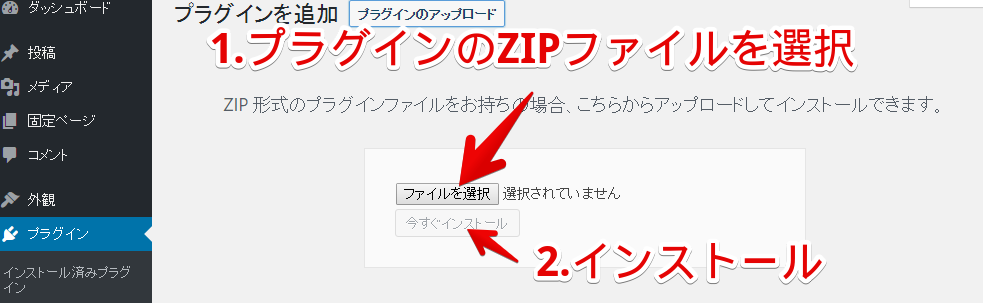 ダッシュボード
投稿
メディア
固定ページ
コメント
外観
プラグイン
インストール済みプラグ
イン
プラグインを追加 プラグインのアップロード
1.プラグインのZIPファイルを選択
ZIP 形式のプラグインファイルをお持ちの場合、こちらからアップロードしてインストールできます。
ファイルを選択 選択されていません
今すぐインストール
2.インストール